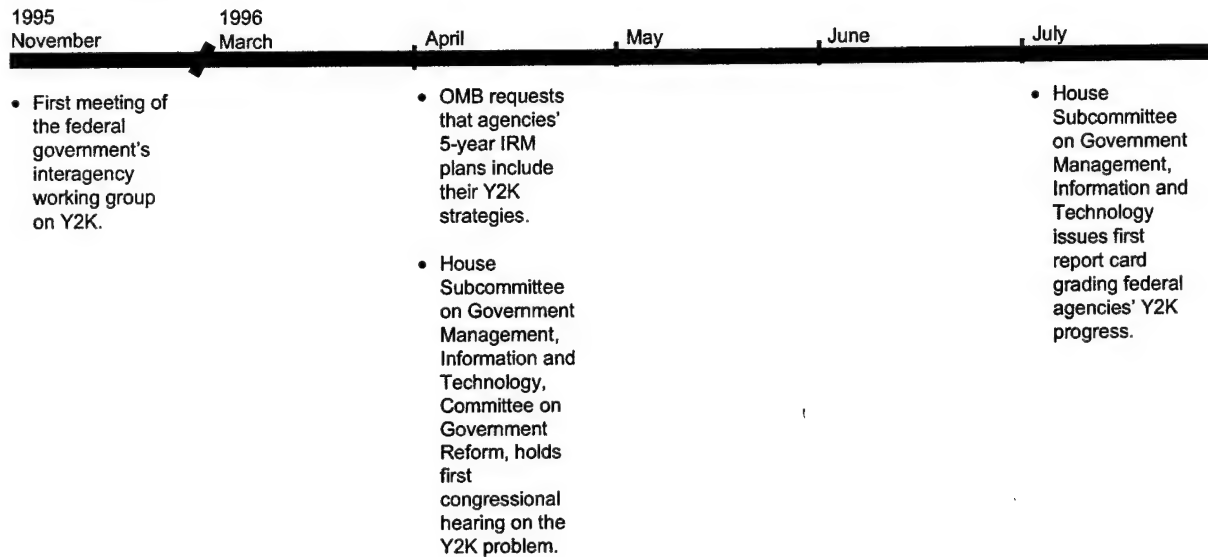 1995
November
1996
March
April
May
June
July
• First meeting of
the federal
government's
interagency
working group
on Y2K.
• OMB requests
that agencies'
5-year IRM
plans include
their Y2K
strategies.
• House
Subcommittee
on Government
Management,
Information and
Technology,
Committee on
Government
Reform, holds
first
congressional
hearing on the
Y2K problem.
• House
Subcommittee
on Government
Management,
Information and
Technology
issues first
report card
grading federal
agencies' Y2K
progress.